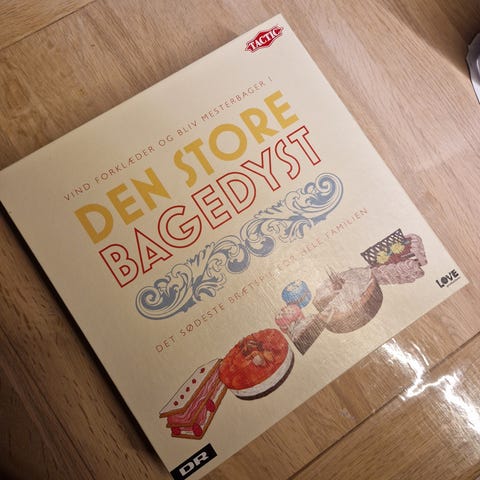 TACTIC
VIND FORKLÆDER OG BLIV MESTERBAGER I
DEN STORE
BAGEDYST
DET SØDESTE BRÆTSPIL FOR HELE FAMILIEN
LOVE
DR